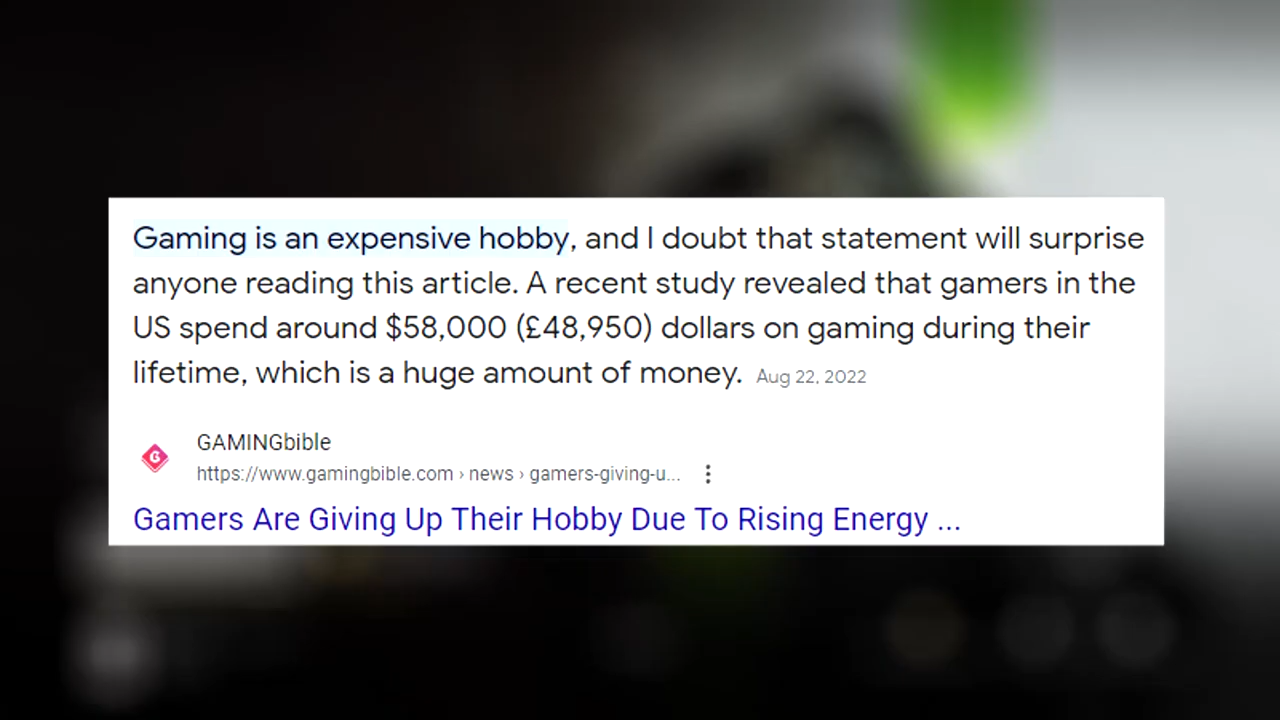 Gaming is an expensive hobby, and I doubt that statement will surprise
anyone reading this article. A recent study revealed that gamers in the
US spend around $58,000 (£48,950) dollars on gaming during their
lifetime, which is a huge amount of money. Aug 22, 2022
GAMINGbible
https://www.gamingbible.com › news › gamers-giving-u...
Gamers Are Giving Up Their Hobby Due To Rising Energy ...